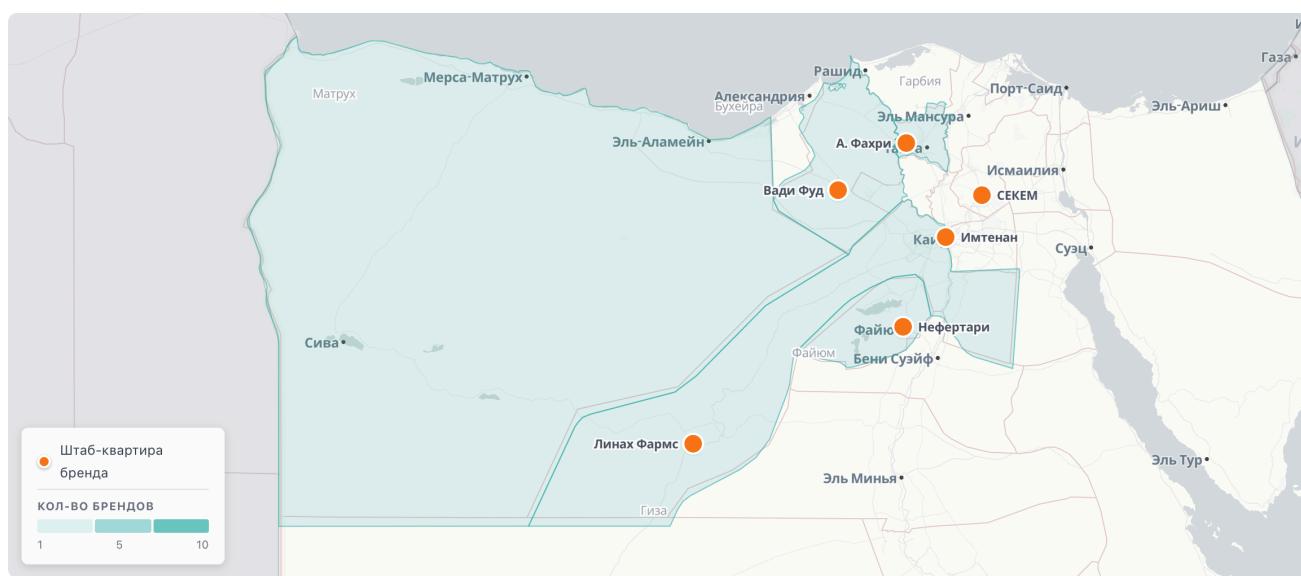 Газа
Мерса-Матрух
Рашид
Гарбия
Матрух
Александрия
Бухейра
Порт-Саид
Эль-Ариш
Эль Мансура
Эль-Аламейн
А. Фахри
Исмаилия
Вади Фуд
СЕКЕМ
Имтенан
Суэц
Сива
Нефертари
Файюм
Бени Суэйф
Линах Фармс
Эль Минья
Эль Тур
Гиза
Штаб-квартира
бренда
КОЛ-ВО БРЕНДОВ
1 5 10